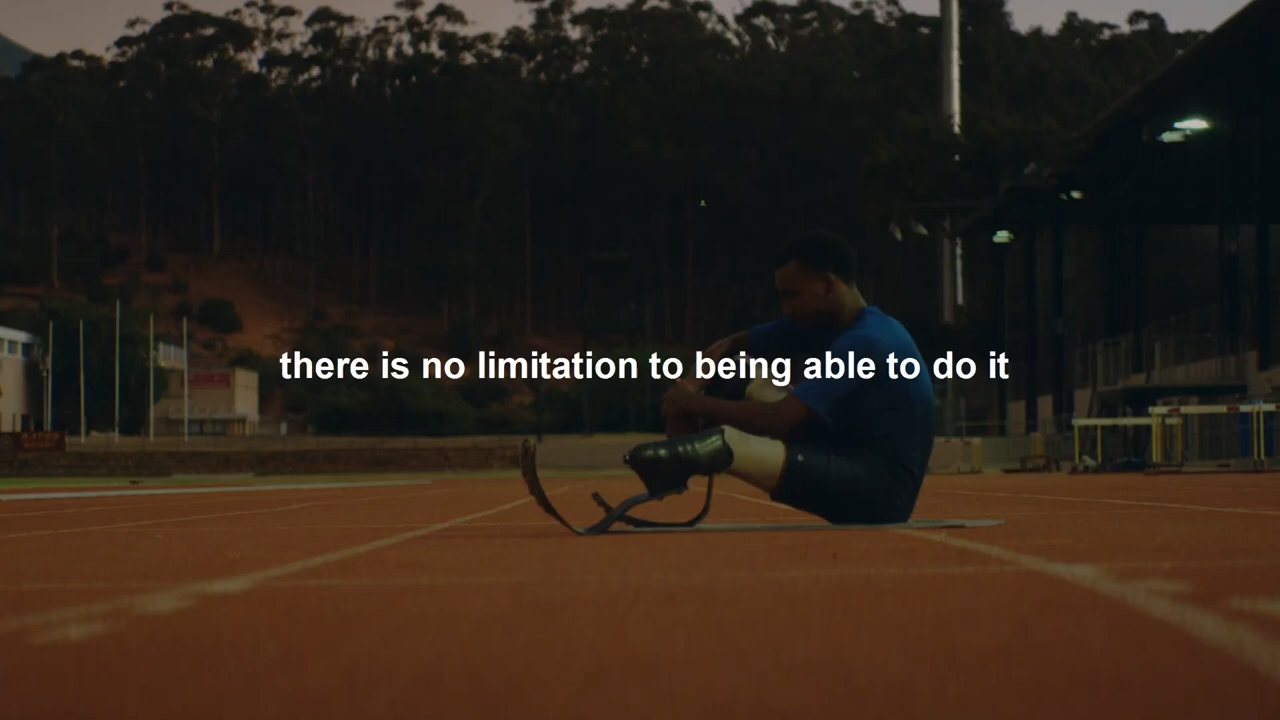 there is no limitation to being able to do it